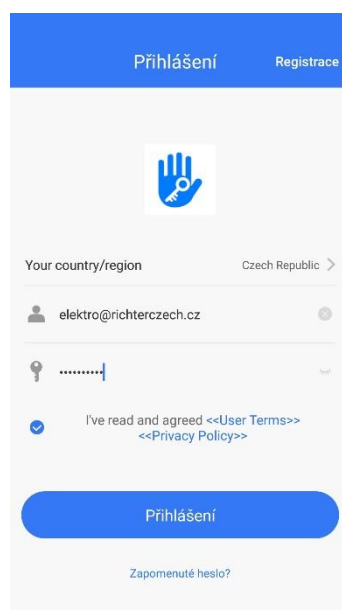 Přihlášení Registrace
Your country/region Czech Republic
elektro@richterczech.cz
••••••••••
I've read and agreed <<User Terms>>
<<Privacy Policy>>
Přihlášení
Zapomenuté heslo?